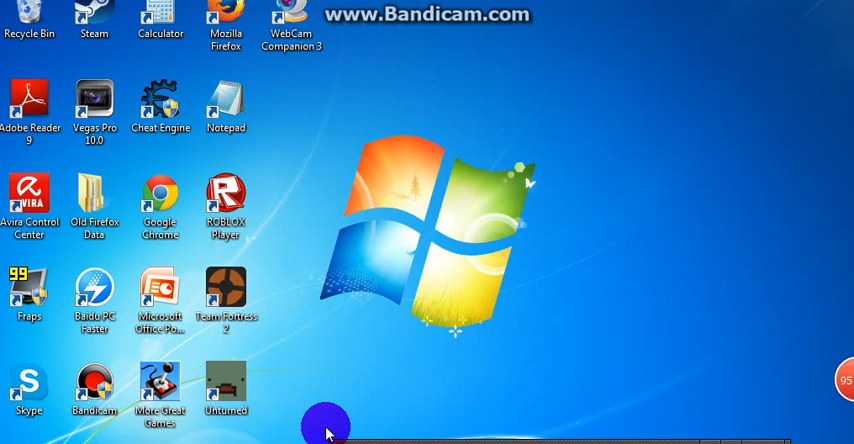 www.Bandicam.com
Recycle Bin
Steam
Calculator
Mozilla
Firefox
WebCam
Companion 3
Adobe Reader
9
Vegas Pro
10.0
Cheat Engine
Notepad
AVIRA
Avira Control
Center
Old Firefox
Data
Google
Chrome
ROBLOX
Player
99
Fraps
Baidu PC
Faster
Microsoft
Office Po...
Team Fortress
2
Skype
Bandicam
More Great
Games
Unturned
95